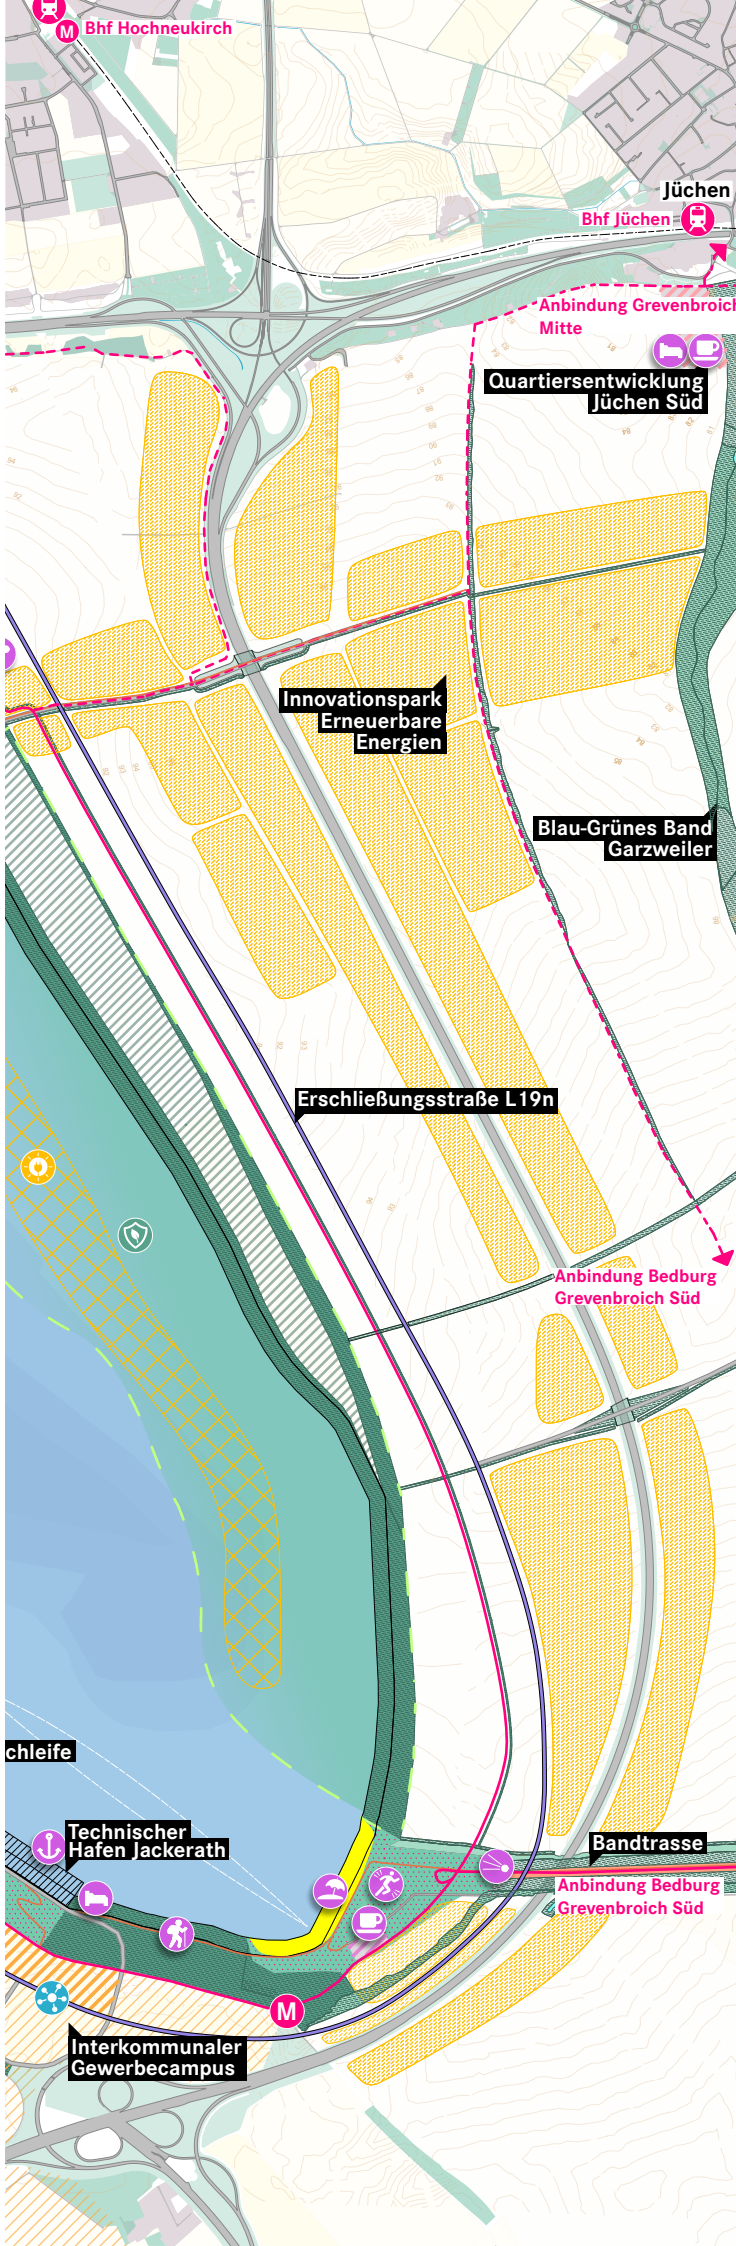 M
Bhf Hochneukirch
Jüchen
Bhf Jüchen
Anbindung Grevenbroich
Mitte
Quartiersentwicklung
Jüchen Süd
Innovationspark
Erneuerbare
Energien
Blau-Grünes Band
Garzweiler
Erschließungsstraße L19n
Anbindung Bedburg
Grevenbroich Süd
chleife
Technischer
Hafen Jackerath
Bandtrasse
Anbindung Bedburg
Grevenbroich Süd
M
Interkommunaler
Gewerbecampus